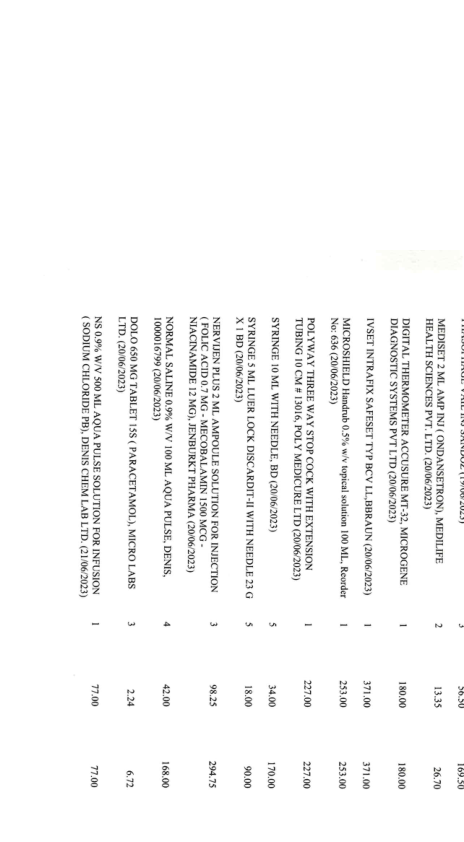 3 56.50 169.50
MEDISET 2 ML AMP INJ ( ONDANSETRON), MEDILIFE 2 13.35 26.70
HEALTH SCIENCES PVT. LTD. (20/06/2023)
DIGITAL THERMOMETER ACCUSURE MT-32, MICROGENE 1 180.00 180.00
DIAGNOSTIC SYSTEMS PVT LTD (20/06/2023)
IVSET INTRAFIX SAFESET TYP BCV LL,BBRAUN (20/06/2023) 1 371.00 371.00
MICROSHIELD Handrub 0.5% w/v topical solution 100 ML, Reorder 1 253.00 253.00
No: 656 (20/06/2023)
POLYWAY THREE WAY STOP COCK WITH EXTENSION 1 227.00 227.00
TUBING 10 CM # 13016, POLY MEDICURE LTD (20/06/2023)
SYRINGE 10 ML WITH NEEDLE, BD (20/06/2023) 5 34.00 170.00
SYRINGE 5 ML LUER LOCK DISCARDIT-II WITH NEEDLE 23 G 5 18.00 90.00
X 1 BD (20/06/2023)
NERVIJEN PLUS 2 ML AMPOULE SOLUTION FOR INJECTION 3 98.25 294.75
( FOLIC ACID 0.7 MG - MECOBALAMIN 1500 MCG -
NIACINAMIDE 12 MG), JENBURKT PHARMA (20/06/2023)
NORMAL SALINE 0.9% W/V 100 ML AQUA PULSE, DENIS, 4 42.00 168.00
1000016799 (20/06/2023)
DOLO 650 MG TABLET 15S ( PARACETAMOL), MICRO LABS 3 2.24 6.72
LTD. (20/06/2023)
NS 0.9% W/V 500 ML AQUA PULSE SOLUTION FOR INFUSION 1 77.00 77.00
( SODIUM CHLORIDE PB), DENIS CHEM LAB LTD. (21/06/2023)